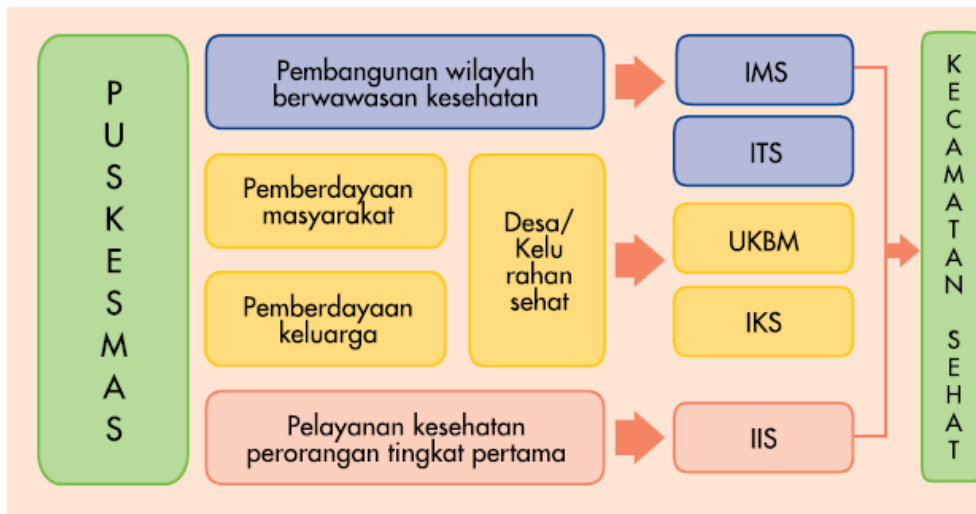 PUSKESMAS
Pembangunan wilayah
berwawasan kesehatan
IMS
ITS
Pemberdayaan
masyarakat
Pemberdayaan
keluarga
Desa/
Kelu
rahan
sehat
UKBM
IKS
Pelayanan kesehatan
perorangan tingkat pertama
IIS
KECAMATAN SEHAT